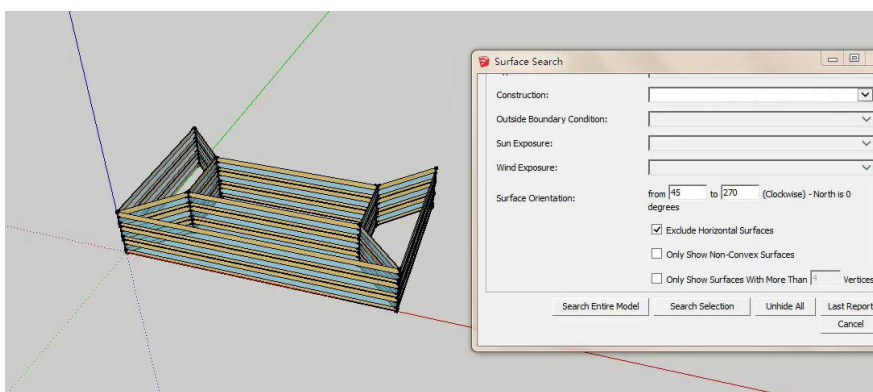 Surface Search
Construction:
Outside Boundary Condition:
Sun Exposure:
Wind Exposure:
Surface Orientation:
from 45 to 270 (Clockwise) - North is 0
degrees
Exclude Horizontal Surfaces
Only Show Non-Convex Surfaces
Only Show Surfaces With More Than 4 Vertices
Search Entire Model Search Selection Unhide All Last Report
Cancel